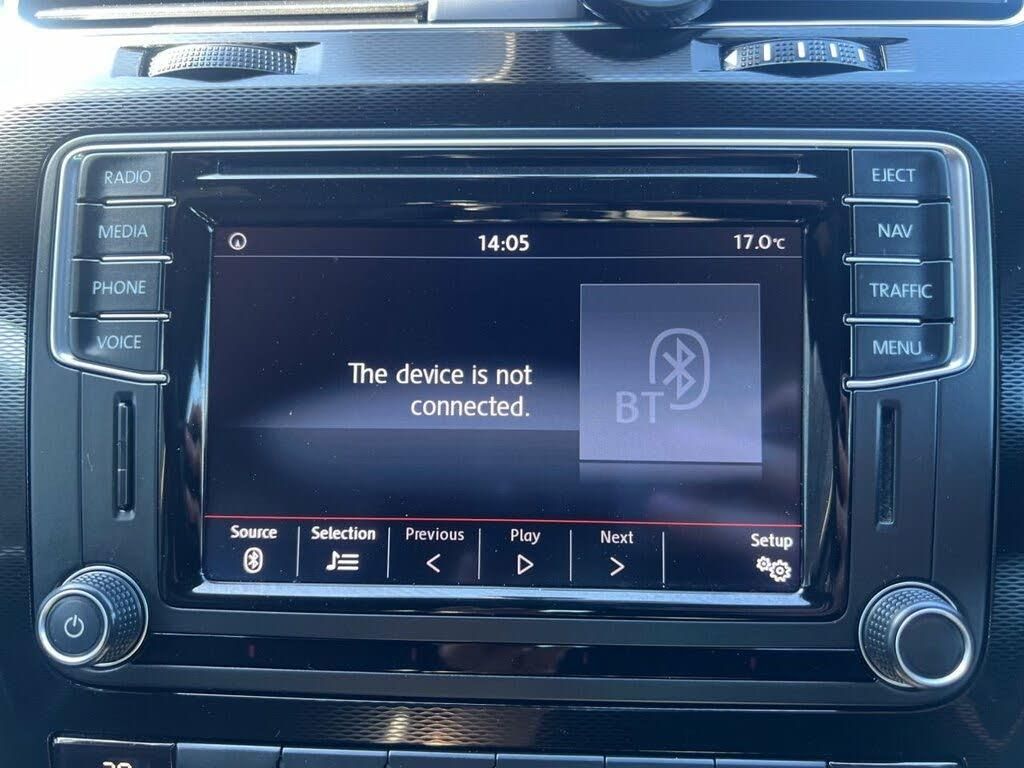 RADIO
MEDIA
PHONE
VOICE
EJECT
NAV
TRAFFIC
MENU
14:05
17.0°C
The device is not
connected.
BT
Source
Selection
Previous
Play
Next
Setup